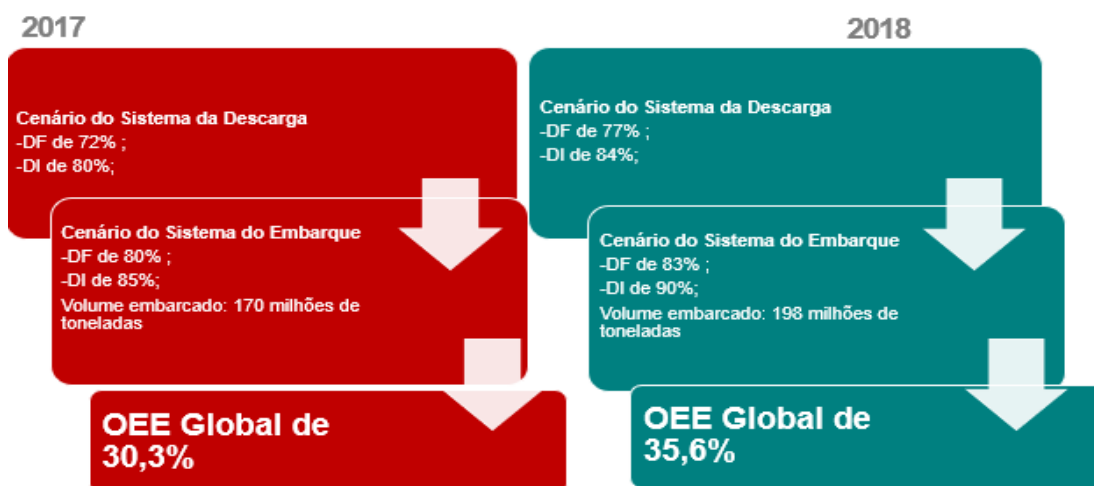 2017
Cenário do Sistema da Descarga
-DF de 72% ;
-DI de 80%;
Cenário do Sistema do Embarque
-DF de 80% ;
-DI de 85%;
Volume embarcado: 170 milhões de
toneladas
OEE Global de
30,3%
2018
Cenário do Sistema da Descarga
-DF de 77% ;
-DI de 84%;
Cenário do Sistema do Embarque
-DF de 83% ;
-DI de 90%;
Volume embarcado: 198 milhões de
toneladas
OEE Global de
35,6%